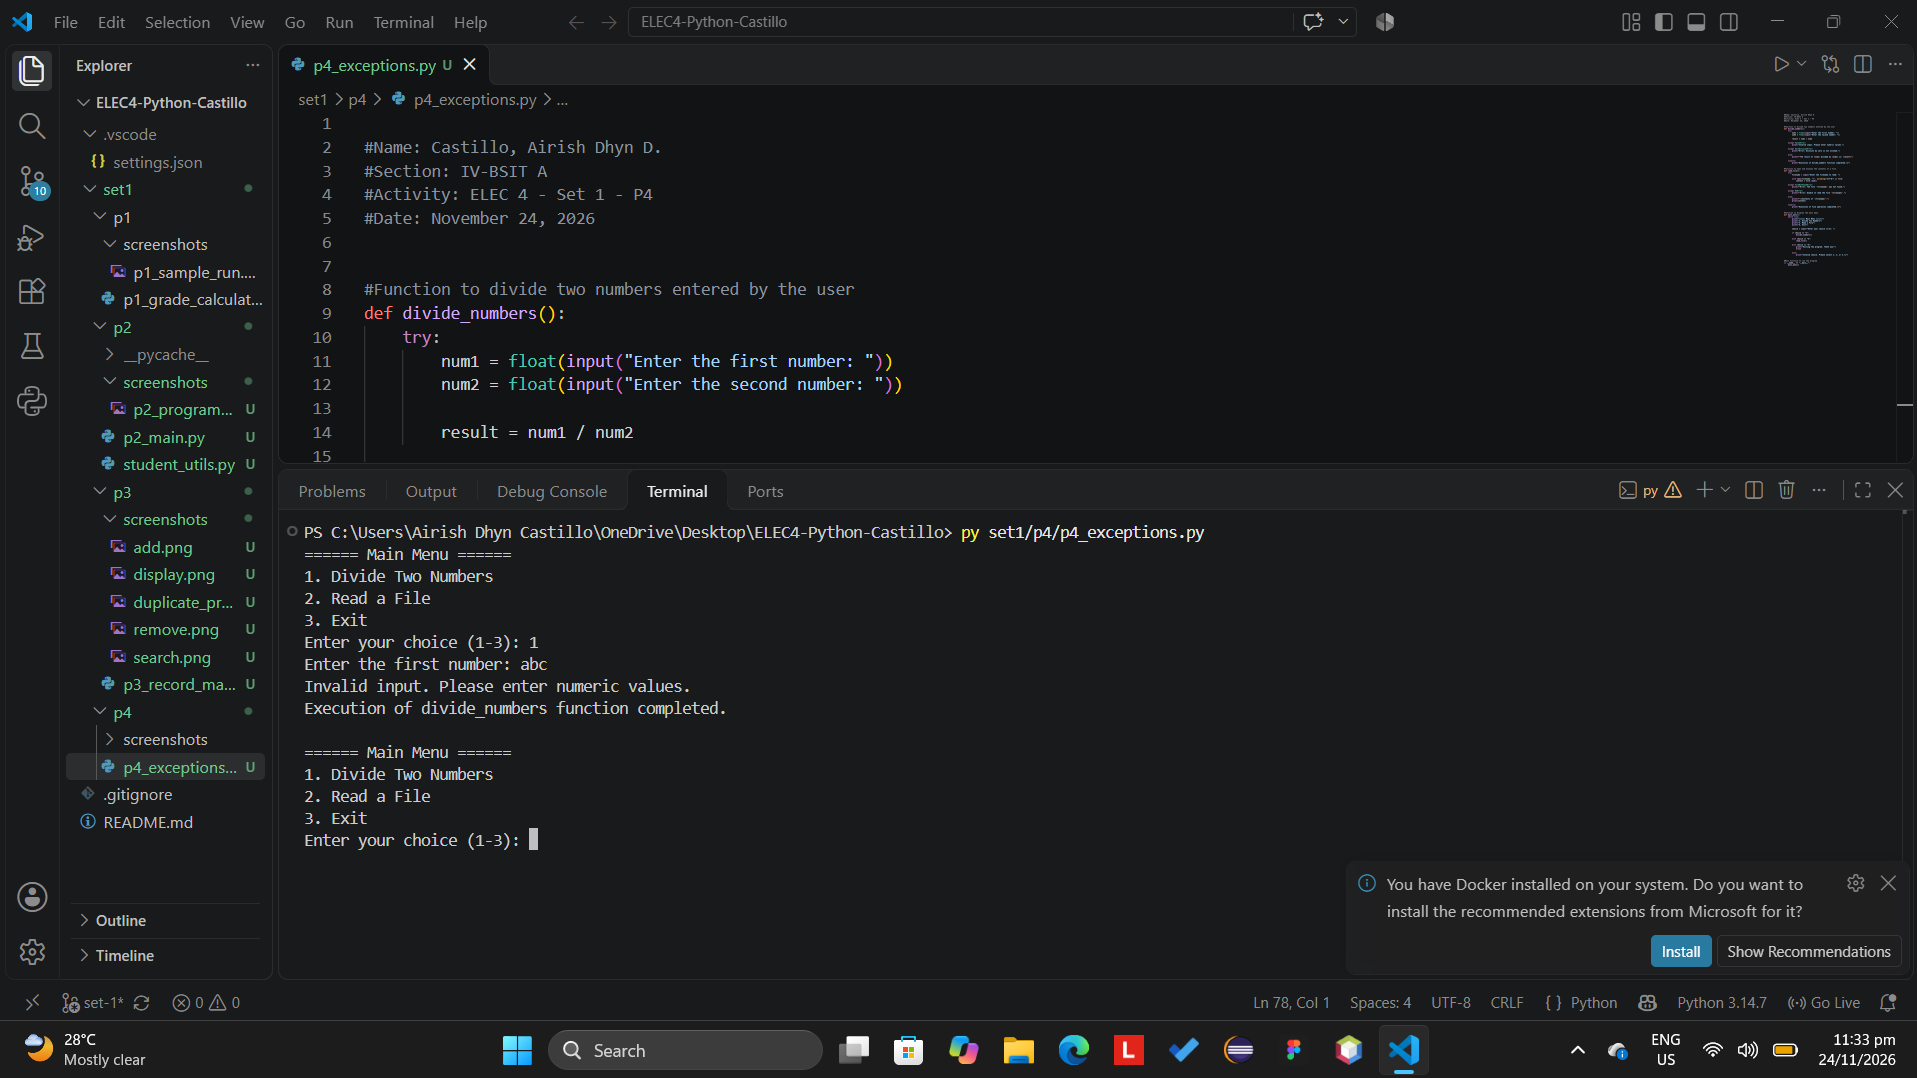 File Edit Selection View Go Run Terminal Help
ELEC4-Python-Castillo
Explorer
ELEC4-Python-Castillo
.vscode
{} settings.json
set1
p1
screenshots
p1_sample_run....
p1_grade_calculat...
p2
__pycache__
screenshots
p2_program... U
p2_main.py U
student_utils.py U
p3
screenshots
add.png U
display.png U
duplicate_pr... U
remove.png U
search.png U
p3_record_ma... U
p4
screenshots
p4_exceptions... U
.gitignore
README.md
Outline
Timeline
10
p4_exceptions.py U
set1 > p4 > p4_exceptions.py > ...
1
2 #Name: Castillo, Airish Dhyn D.
3 #Section: IV-BSIT A
4 #Activity: ELEC 4 - Set 1 - P4
5 #Date: November 24, 2026
6
7
8 #Function to divide two numbers entered by the user
9 def divide_numbers():
10 try:
11 num1 = float(input("Enter the first number: "))
12 num2 = float(input("Enter the second number: "))
13
14 result = num1 / num2
15
Problems Output Debug Console Terminal Ports
py
PS C:\Users\Airish Dhyn Castillo\OneDrive\Desktop\ELEC4-Python-Castillo> py set1/p4/p4_exceptions.py
====== Main Menu ======
1. Divide Two Numbers
2. Read a File
3. Exit
Enter your choice (1-3): 1
Enter the first number: abc
Invalid input. Please enter numeric values.
Execution of divide_numbers function completed.
====== Main Menu ======
1. Divide Two Numbers
2. Read a File
3. Exit
Enter your choice (1-3):
You have Docker installed on your system. Do you want to
install the recommended extensions from Microsoft for it?
Install Show Recommendations
set-1* 0 0
Ln 78, Col 1 Spaces: 4 UTF-8 CRLF {} Python Python 3.14.7 Go Live
28°C
Mostly clear
Search
L
ENG
US
11:33 pm
24/11/2026